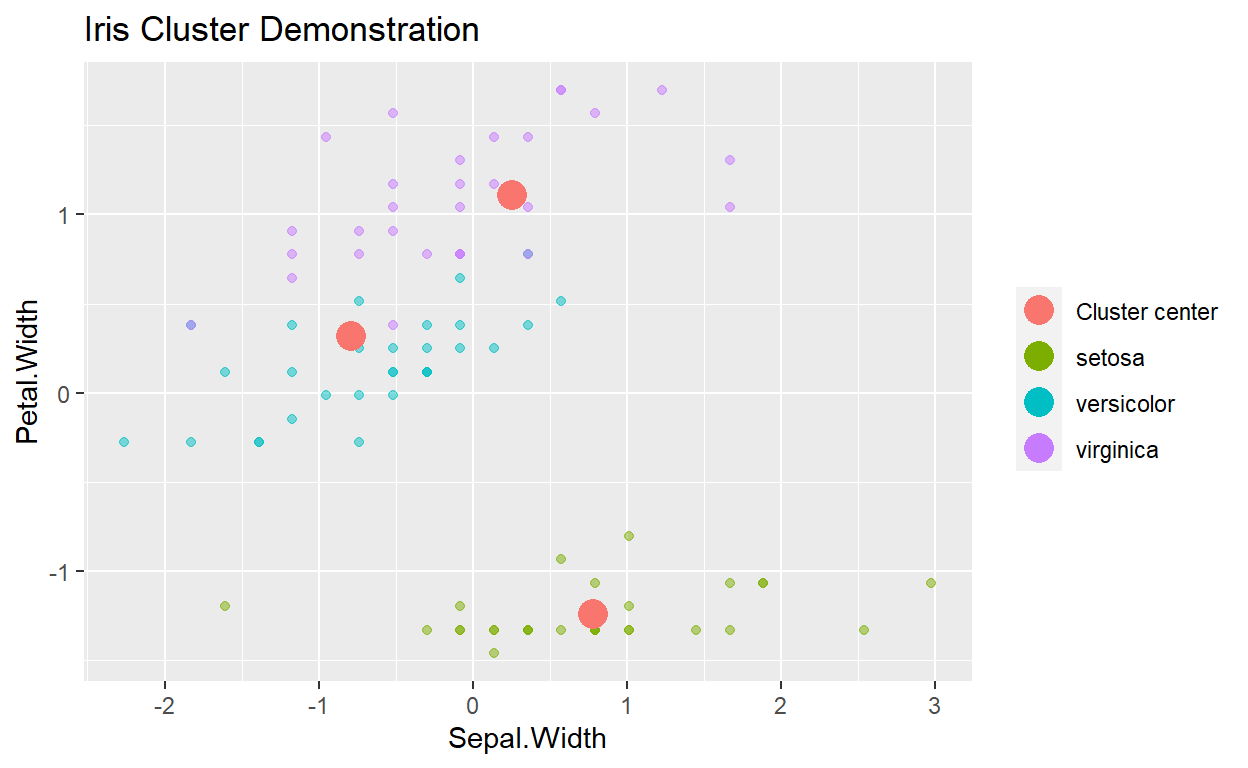 Iris Cluster Demonstration
Petal.Width
1
0
-1
-2 -1 0 1 2 3
Sepal.Width
Cluster center
setosa
versicolor
virginica